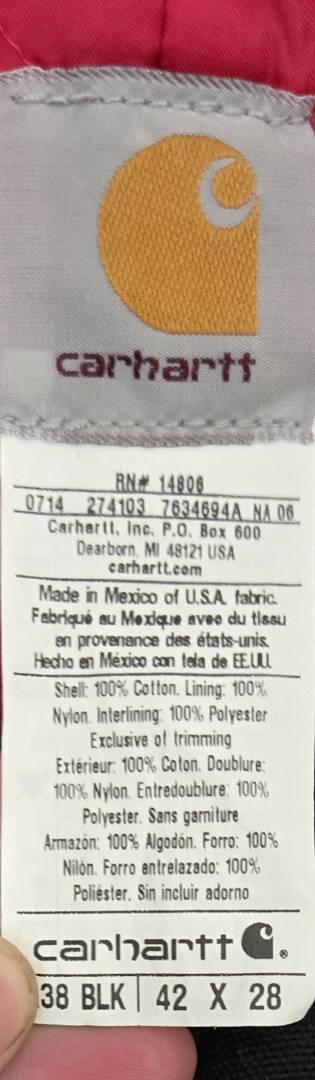 carhartt
RN# 14806
0714 274103 7634694A NA 06
Carhartt, Inc. P.O. Box 600
Dearborn, MI 48121 USA
carhartt.com
Made in Mexico of U.S.A. fabric.
Fabriqué au Mexique avec du tissu
en provenance des états-unis.
Hecho en México con tela de EE.UU.
Shell: 100% Cotton. Lining: 100%
Nylon. Interlining: 100% Polyester
Exclusive of trimming
Extérieur: 100% Coton. Doublure:
100% Nylon. Entredoublure: 100%
Polyester. Sans garniture
Armazón: 100% Algodón. Forro: 100%
Nilón. Forro entrelazado: 100%
Poliéster. Sin incluir adorno
carhartt ®
38 BLK 42 X 28